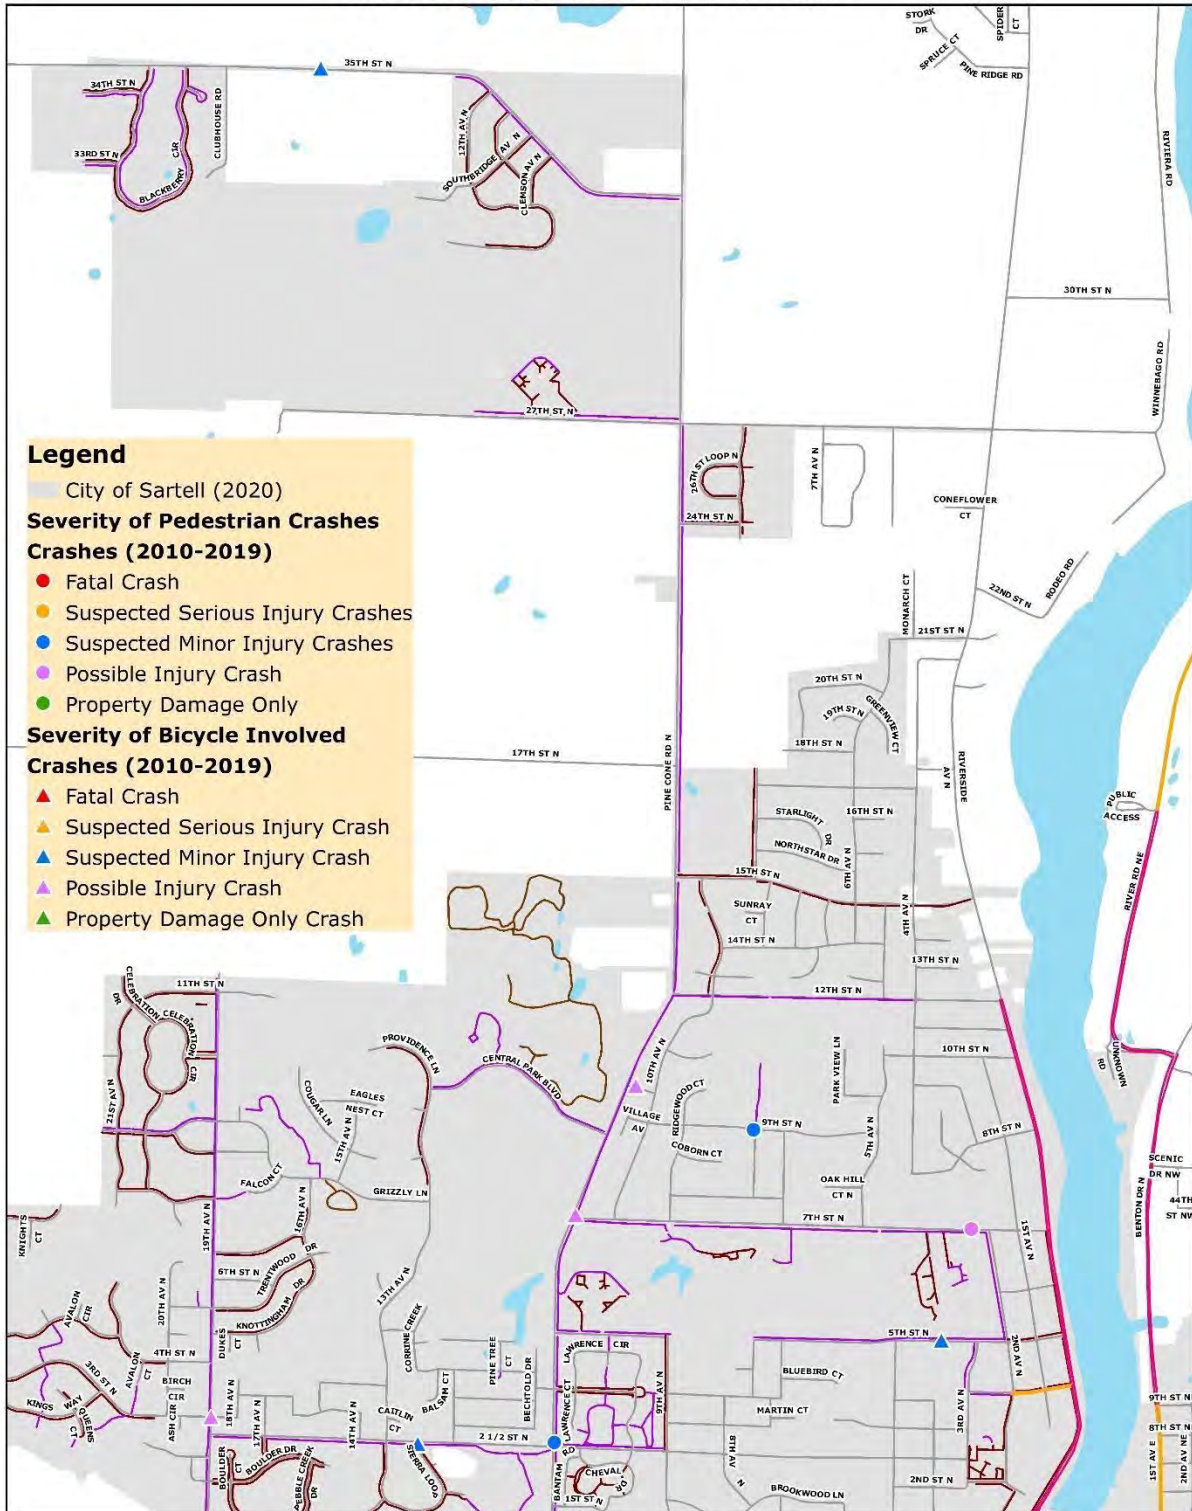 STORK
DR
SPIDER
CT
SPRUCE CT
PINE RIDGE RD
35TH ST N
34TH ST N
CLUBHOUSE RD
12TH AV N
33RD ST N
BLACKBERRY
CIR
SOUTHBRIDGE AV N
CLEMSON AV N
RIVIERA RD
30TH ST N
WINNEBAGO RD
27TH ST N
26TH ST LOOP N
7TH AV N
24TH ST N
CONEFLOWER
CT
Legend
City of Sartell (2020)
Severity of Pedestrian Crashes
Crashes (2010-2019)
Fatal Crash
Suspected Serious Injury Crashes
Suspected Minor Injury Crashes
Possible Injury Crash
Property Damage Only
Severity of Bicycle Involved
Crashes (2010-2019)
Fatal Crash
Suspected Serious Injury Crash
Suspected Minor Injury Crash
Possible Injury Crash
Property Damage Only Crash
MONARCH CT
22ND ST N
RODEO RD
21ST ST N
20TH ST N
19TH ST N
GREENVIEW CT
18TH ST N
17TH ST N
PINE CONE RD N
RIVERSIDE
AV N
PUBLIC
ACCESS
STARLIGHT
DR
16TH ST N
NORTHSTAR DR
6TH AV N
15TH ST N
RIVER RD NE
SUNRAY
CT
4TH AV N
14TH ST N
13TH ST N
12TH ST N
11TH ST N
CELEBRATION
DR
CELEBRATION
CIR
PROVIDENCE LN
CENTRAL PARK BLVD
10TH AV N
PARK VIEW LN
10TH ST N
UNKNOWN
RD
21ST AV N
COUGAR LN
EAGLES
NEST CT
15TH AV N
VILLAGE
AV
RIDGEWOOD CT
9TH ST N
COBORN CT
5TH AV N
8TH ST N
FALCON CT
GRIZZLY LN
OAK HILL
CT N
SCENIC
DR NW
44TH
ST NW
BENTON DR N
KNIGHTS
CT
19TH AV N
16TH AV N
7TH ST N
1ST AV N
6TH ST N
TRENTWOOD DR
13TH AV N
AVALON
CIR
20TH AV N
KNOTTINGHAM DR
DUKES
CT
CORRINE CREEK
5TH ST N
2ND AV N
4TH ST N
AVALON
CT
3RD ST N
BIRCH
CIR
PINE TREE
CT
LAWRENCE CIR
BLUEBIRD CT
KINGS WAY
QUEENS
CT
ASH CIR
18TH AV N
17TH AV N
14TH AV N
CAITLIN
CT
BALSAM CT
BECHTOLD DR
LAWRENCE CT
9TH AV N
MARTIN CT
3RD AV N
9TH ST NE
8TH ST N
2 1/2 ST N
BOULDER
CT
BOULDER DR
PEBBLE CREEK
DR
SIERRA LOOP
BANTAM
RD
CHEVAL
DR
1ST ST N
8TH AV
N
2ND ST N
BROOKWOOD LN
1ST AV E
2ND AV NE